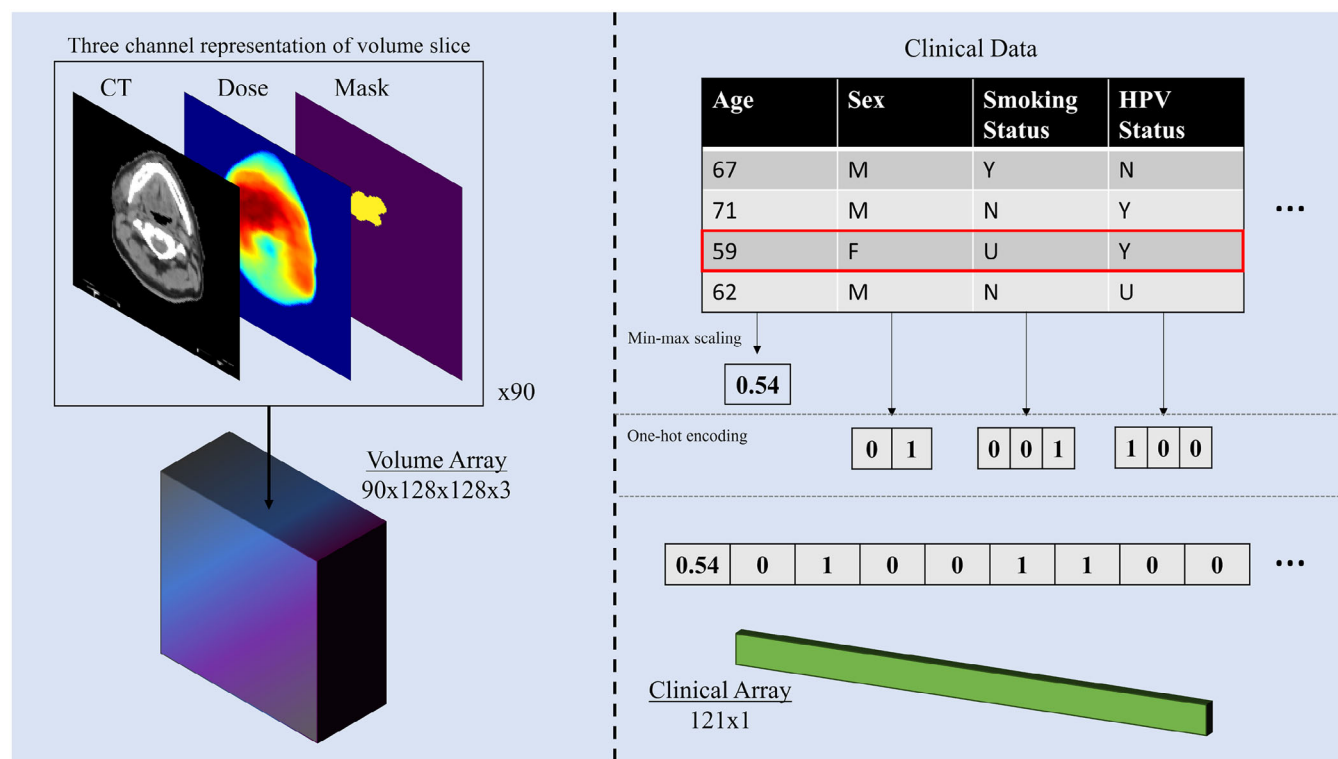 Three channel representation of volume slice
CT Dose Mask
x90
Volume Array
90x128x128x3
Clinical Data
Age Sex Smoking Status HPV Status
67 M Y N
71 M N Y
59 F U Y
62 M N U
...
Min-max scaling
0.54
One-hot encoding
0 1 0 0 1 1 0 0
0.54 0 1 0 0 1 1 0 0 ...
Clinical Array
121x1